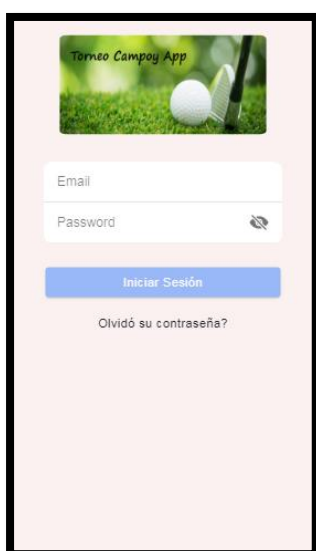 Torneo Campoy App
Email
Password
Iniciar Sesión
Olvidó su contraseña?